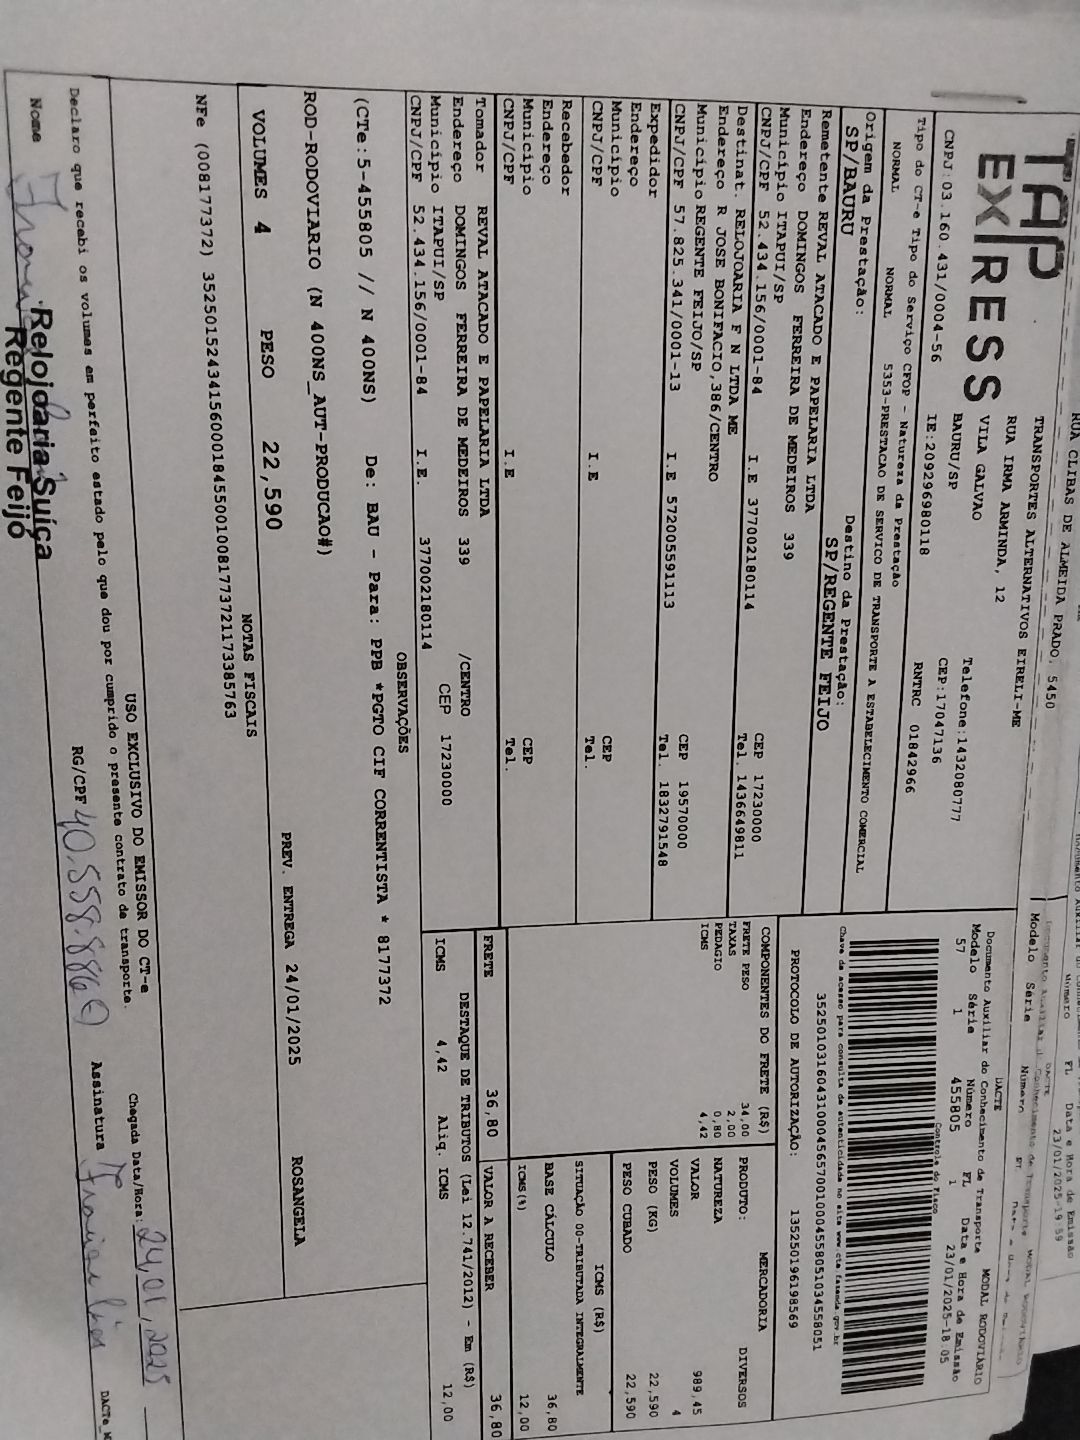 RUA CLIBAS DE ALMEIDA PRADO, 5450
TAP
EXPRESS
TRANSPORTES ALTERNATIVOS EIRELI-ME
RUA IRMA ARMINDA, 12
VILA GALVAO
BAURU/SP
Telefone:1432080777
CEP:17047136
CNPJ:03.160.431/0004-56
IE:209296980118
RNTRC 01842966
Tipo do CT-e Tipo do Serviço CFOP - Natureza da Prestação
NORMAL NORMAL 5353-PRESTACAO DE SERVICO DE TRANSPORTE A ESTABELECIMENTO COMERCIAL
Origem da Prestação: Destino da Prestação:
SP/BAURU SP/REGENTE FEIJO
Remetente REVAL ATACADO E PAPELARIA LTDA
Endereço DOMINGOS FERREIRA DE MEDEIROS 339
Município ITAPUI/SP CEP 17230000
CNPJ/CPF 52.434.156/0001-84 I.E 377002180114 Tel. 1436649811
Destinat. RELOJOARIA F N LTDA ME
Endereço R JOSE BONIFACIO,386/CENTRO
Município REGENTE FEIJO/SP CEP 19570000
CNPJ/CPF 57.825.341/0001-13 I.E 572005591113 Tel. 1832791548
Expedidor
Endereço
Município CEP
CNPJ/CPF I.E Tel.
Recebedor
Endereço
Município CEP
CNPJ/CPF I.E Tel.
Tomador REVAL ATACADO E PAPELARIA LTDA
Endereço DOMINGOS FERREIRA DE MEDEIROS 339 /CENTRO
Município ITAPUI/SP CEP 17230000
CNPJ/CPF 52.434.156/0001-84 I.E. 377002180114
Data e Hora de Emissão
23/01/2025-19:59
Modelo Série Número
DACTE
Documento Auxiliar do Conhecimento de Transporte MODAL RODOVIÁRIO
Modelo Série Número FL Data e Hora de Emissão
57 1 455805 1 23/01/2025-18:05
Controle do Fisco
Chave de acesso para consulta de autenticidade no site www.cte.fazenda.gov.br
35250103160431000456570010004558051034558051
PROTOCOLO DE AUTORIZAÇÃO: 135250196198569
COMPONENTES DO FRETE (R$)
FRETE PESO 34,00
TAXAS 2,00
PEDAGIO 0,80
ICMS 4,42
MERCADORIA
PRODUTO: DIVERSOS
NATUREZA
VALOR 989,45
VOLUMES 4
PESO (KG) 22,590
PESO CUBADO 22,590
ICMS (R$)
SITUAÇÃO 00-TRIBUTADA INTEGRALMENTE
BASE CÁLCULO 36,80
ICMS(%) 12,00
FRETE 36,80 VALOR A RECEBER 36,80
DESTAQUE DE TRIBUTOS (Lei 12.741/2012) - Em (R$)
ICMS 4,42 Aliq. ICMS 12,00
OBSERVAÇÕES
(CTe:5-455805 // N 400NS) De: BAU - Para: PPB *PGTO CIF CORRENTISTA * 8177372
ROD-RODOVIARIO (N 400NS_AUT-PRODUCAO#)
VOLUMES 4 PESO 22,590 PREV. ENTREGA 24/01/2025 ROSANGELA
NOTAS FISCAIS
NFe (008177372) 35250152434156000184550010081773721173385763
USO EXCLUSIVO DO EMISSOR DO CT-e
Declaro que recebi os volumes em perfeito estado pelo que dou por cumprido o presente contrato de transporte.
Chegada Data/Hora: 24/01/2025
Nome RG/CPF 40.558.886 Assinatura
Relojoaria Suíça
Regente Feijó